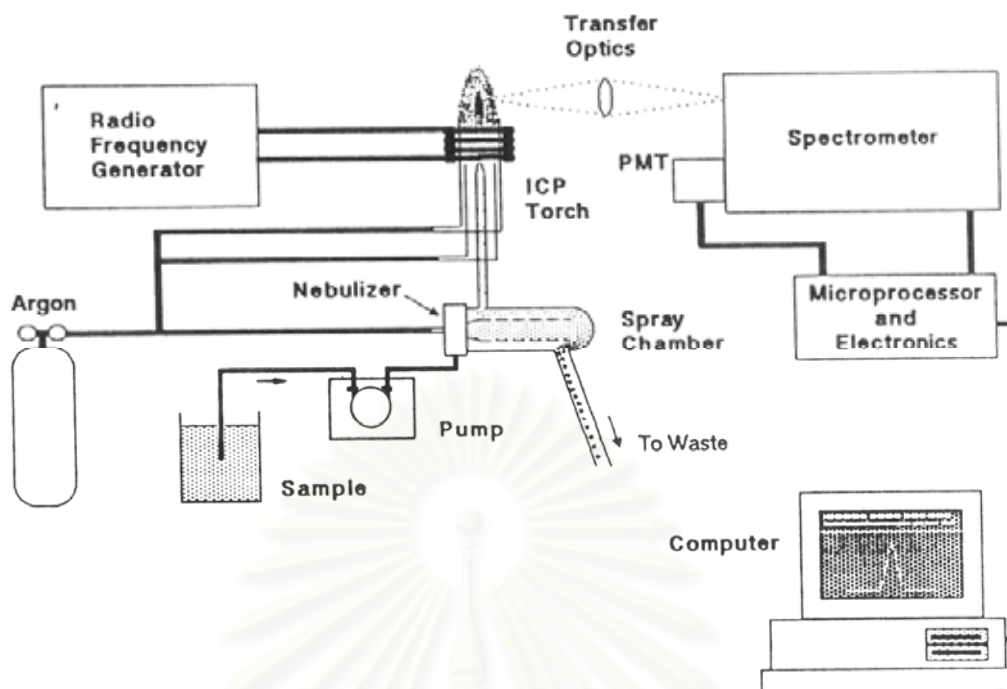 Transfer
Optics
Radio
Frequency
Generator
Spectrometer
PMT
ICP
Torch
Nebulizer
Argon
Microprocessor
and
Electronics
Spray
Chamber
Pump
To Waste
Sample
Computer